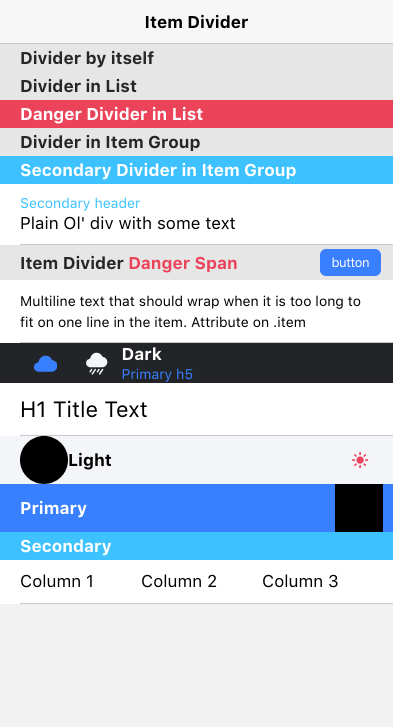 Item Divider
Divider by itself
Divider in List
Danger Divider in List
Divider in Item Group
Secondary Divider in Item Group
Secondary header
Plain Ol' div with some text
Item Divider Danger Span
button
Multiline text that should wrap when it is too long to
fit on one line in the item. Attribute on .item
Dark
Primary h5
H1 Title Text
Light
Primary
Secondary
Column 1 Column 2 Column 3